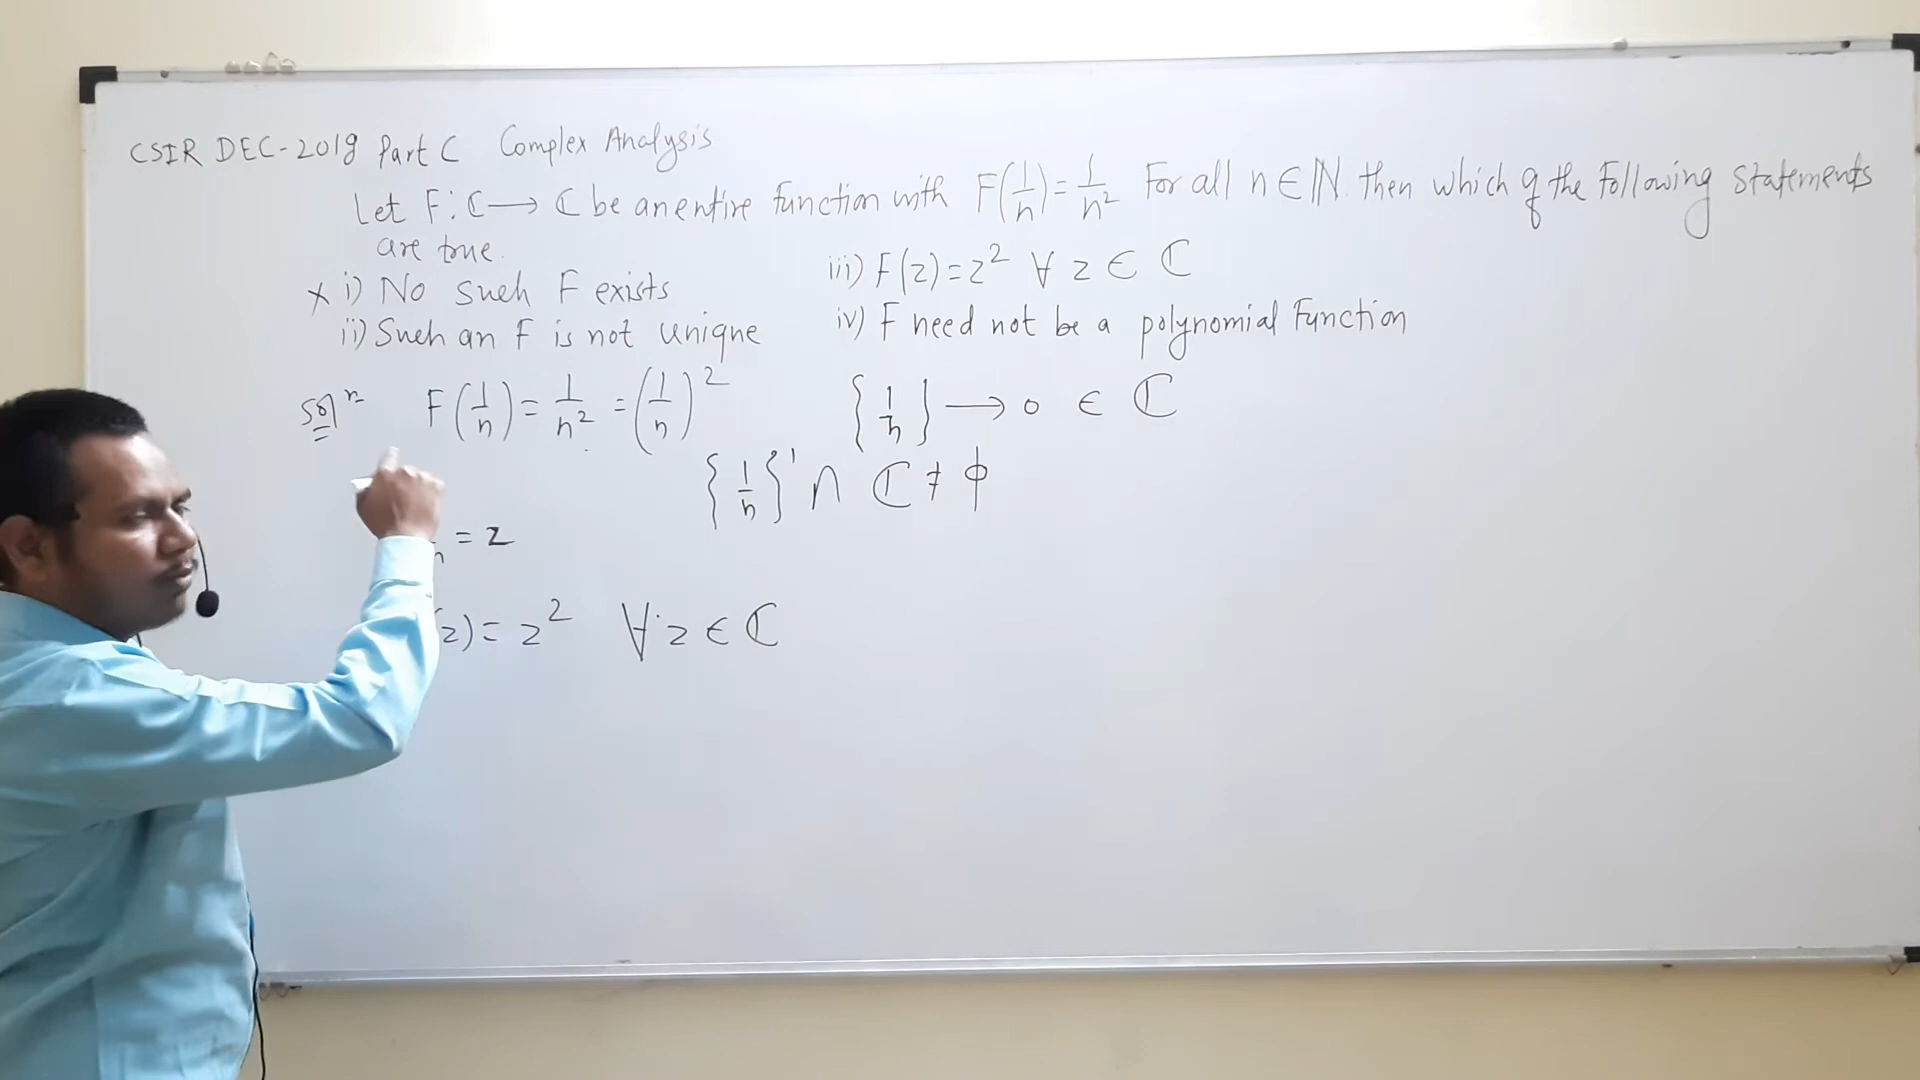 CSIR DEC-2019 Part C Complex Analysis
Let F: ℂ → ℂ be an entire function with F(1/n) = 1/n² For all n ∈ ℕ. then which of the Following Statements
are true.
× i) No Such F exists
ii) Such an F is not unique
iii) F(z) = z² ∀ z ∈ ℂ
iv) F need not be a polynomial Function
Solⁿ F(1/n) = 1/n² = (1/n)²
{1/n} → 0 ∈ ℂ
{1/n}' ∩ ℂ ≠ ϕ
n = z
(z) = z² ∀ z ∈ ℂ